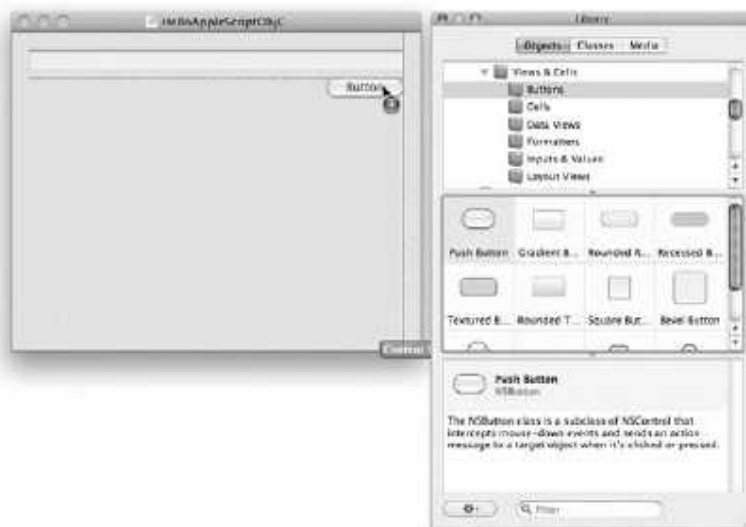 HelloAppleScriptObjC
Button
Library
Objects Classes Media
Views & Cells
Buttons
Cells
Data Views
Formatters
Inputs & Values
Layout Views
Push Button Gradient B... Rounded R... Recessed B...
Textured B... Rounded T... Square But... Bevel Button
Push Button
NSButton
The NSButton class is a subclass of NSControl that
intercepts mouse-down events and sends an action
message to a target object when it's clicked or pressed.
Filter